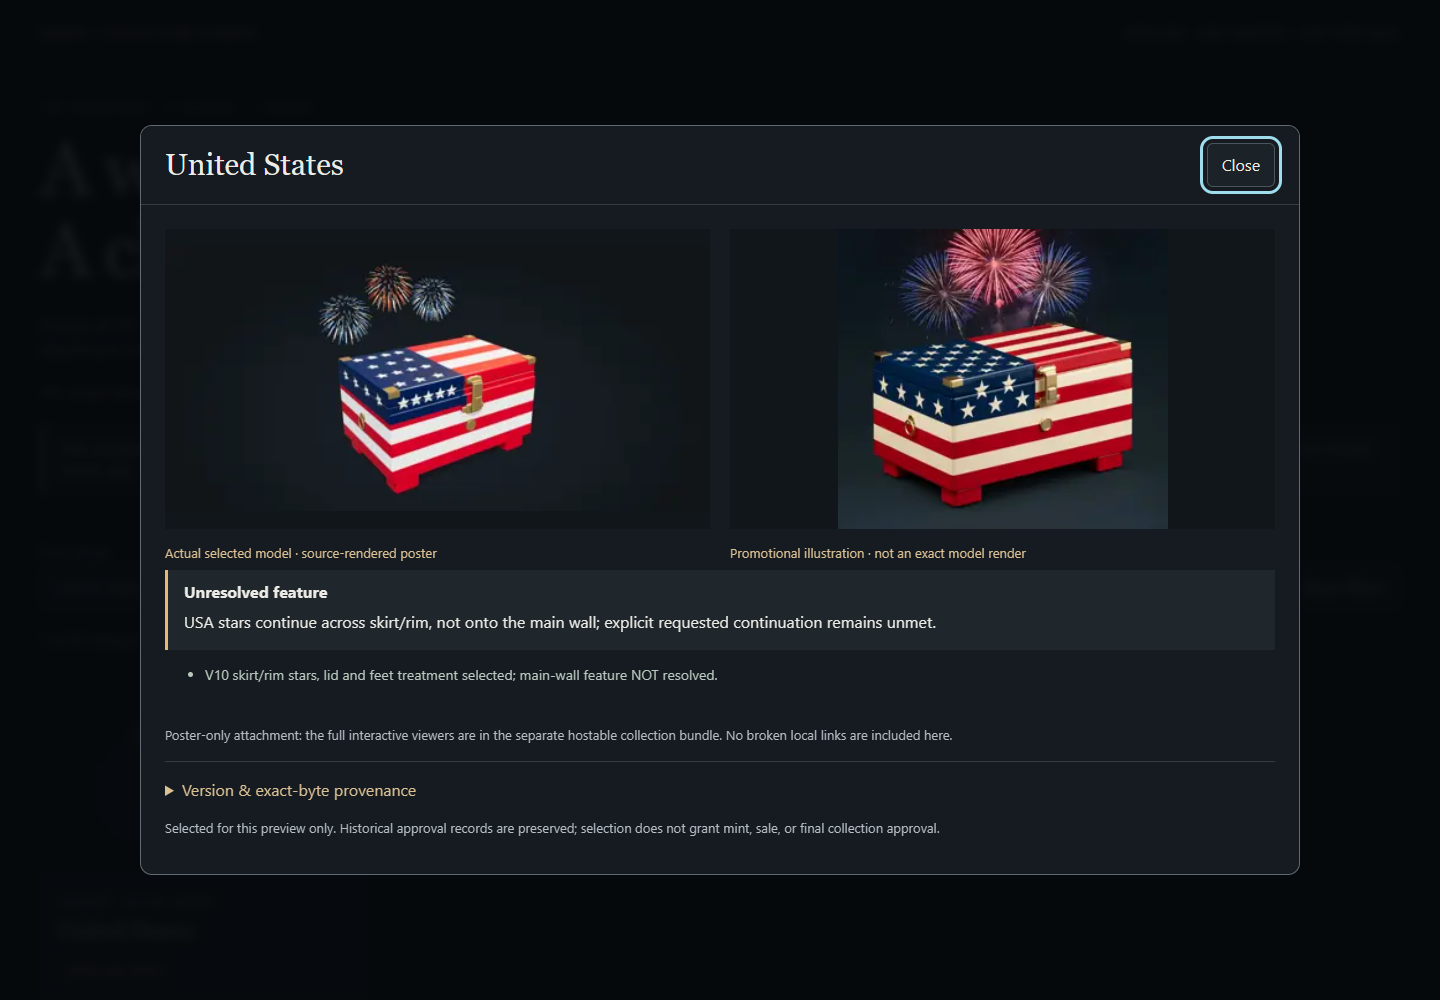 United States
Close
Actual selected model · source-rendered poster
Promotional illustration · not an exact model render
Unresolved feature
USA stars continue across skirt/rim, not onto the main wall; explicit requested continuation remains unmet.
• V10 skirt/rim stars, lid and feet treatment selected; main-wall feature NOT resolved.
Poster-only attachment: the full interactive viewers are in the separate hostable collection bundle. No broken local links are included here.
Version & exact-byte provenance
Selected for this preview only. Historical approval records are preserved; selection does not grant mint, sale, or final collection approval.